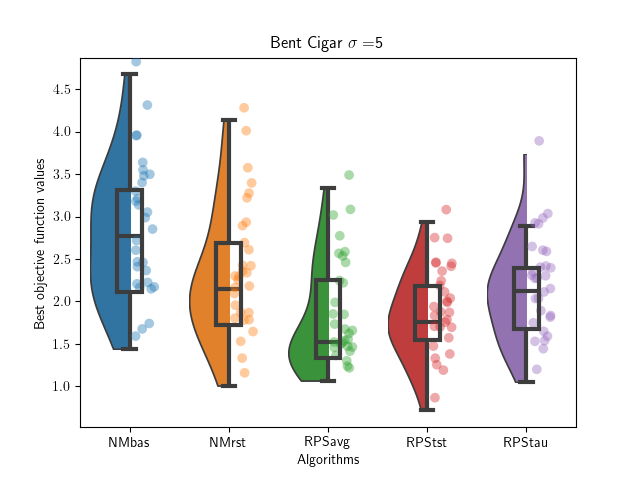 Bent Cigar σ =5
Best objective function values
4.5
4.0
3.5
3.0
2.5
2.0
1.5
1.0
NMbas NMrst RPSavg RPStst RPStau
Algorithms